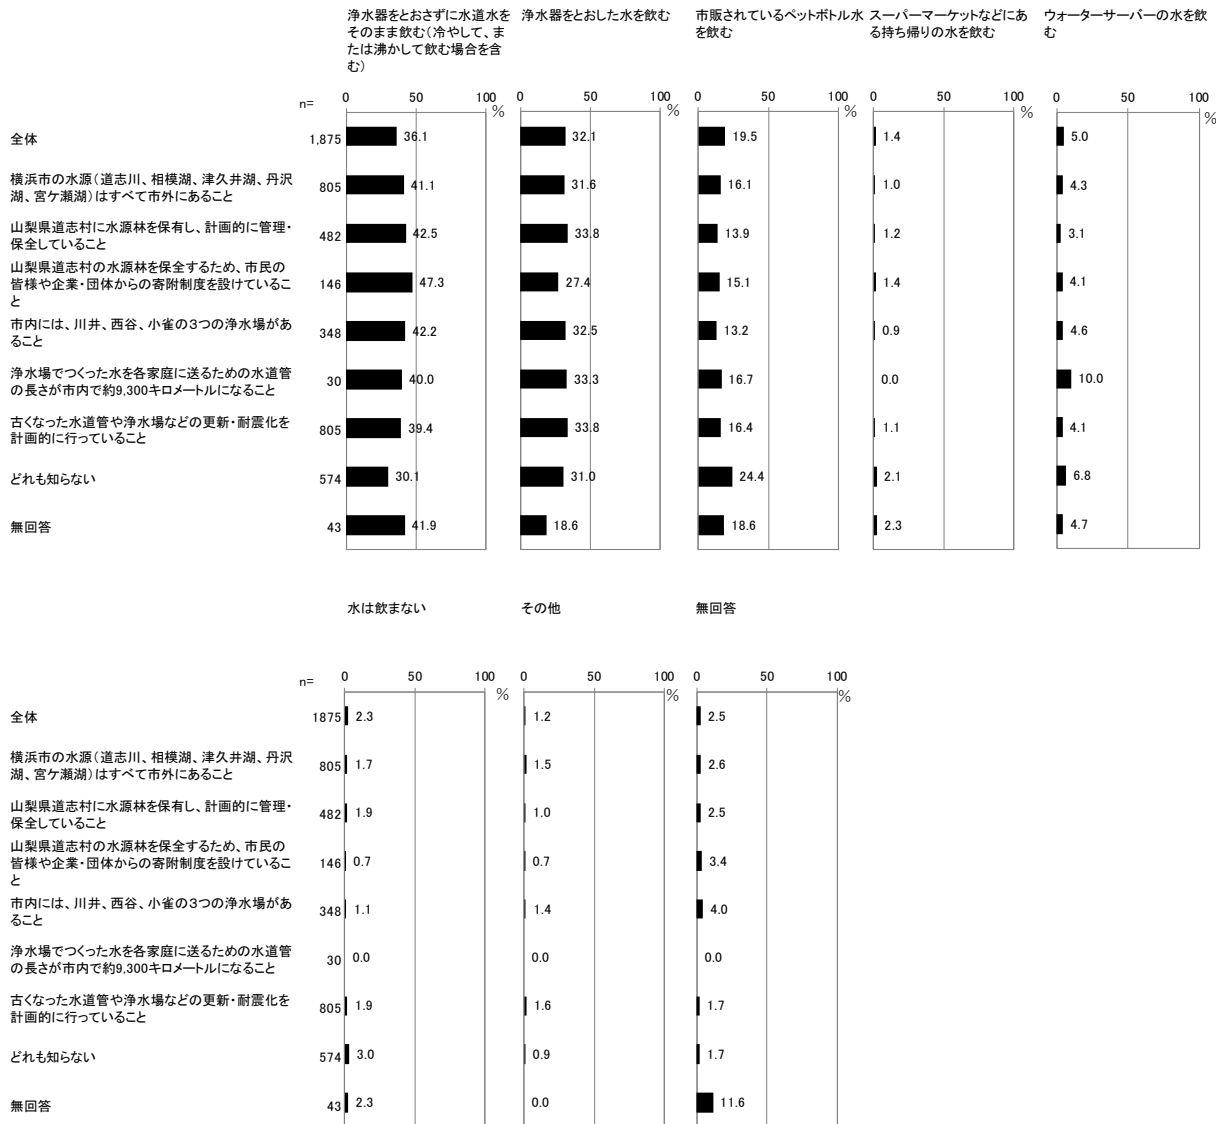 浄水器をとおさずに水道水を
そのまま飲む(冷やして、ま
たは沸かして飲む場合を含
む)
浄水器をとおした水を飲む
市販されているペットボトル水
を飲む
スーパーマーケットなどにあ
る持ち帰りの水を飲む
ウォーターサーバーの水を飲
む
n=
0 50 100 %
0 50 100 %
0 50 100 %
0 50 100 %
0 50 100 %
全体 1,875 36.1 32.1 19.5 1.4 5.0
横浜市の水源(道志川、相模湖、津久井湖、丹沢
湖、宮ケ瀬湖)はすべて市外にあること
805 41.1 31.6 16.1 1.0 4.3
山梨県道志村に水源林を保有し、計画的に管理・
保全していること
482 42.5 33.8 13.9 1.2 3.1
山梨県道志村の水源林を保全するため、市民の
皆様や企業・団体からの寄附制度を設けているこ
と
146 47.3 27.4 15.1 1.4 4.1
市内には、川井、西谷、小雀の3つの浄水場があ
ること
348 42.2 32.5 13.2 0.9 4.6
浄水場でつくった水を各家庭に送るための水道管
の長さが市内で約9,300キロメートルになること
30 40.0 33.3 16.7 0.0 10.0
古くなった水道管や浄水場などの更新・耐震化を
計画的に行っていること
805 39.4 33.8 16.4 1.1 4.1
どれも知らない 574 30.1 31.0 24.4 2.1 6.8
無回答 43 41.9 18.6 18.6 2.3 4.7
水は飲まない
その他
無回答
n=
0 50 100 %
0 50 100 %
0 50 100 %
全体 1875 2.3 1.2 2.5
横浜市の水源(道志川、相模湖、津久井湖、丹沢
湖、宮ケ瀬湖)はすべて市外にあること
805 1.7 1.5 2.6
山梨県道志村に水源林を保有し、計画的に管理・
保全していること
482 1.9 1.0 2.5
山梨県道志村の水源林を保全するため、市民の
皆様や企業・団体からの寄附制度を設けているこ
と
146 0.7 0.7 3.4
市内には、川井、西谷、小雀の3つの浄水場があ
ること
348 1.1 1.4 4.0
浄水場でつくった水を各家庭に送るための水道管
の長さが市内で約9,300キロメートルになること
30 0.0 0.0 0.0
古くなった水道管や浄水場などの更新・耐震化を
計画的に行っていること
805 1.9 1.6 1.7
どれも知らない 574 3.0 0.9 1.7
無回答 43 2.3 0.0 11.6